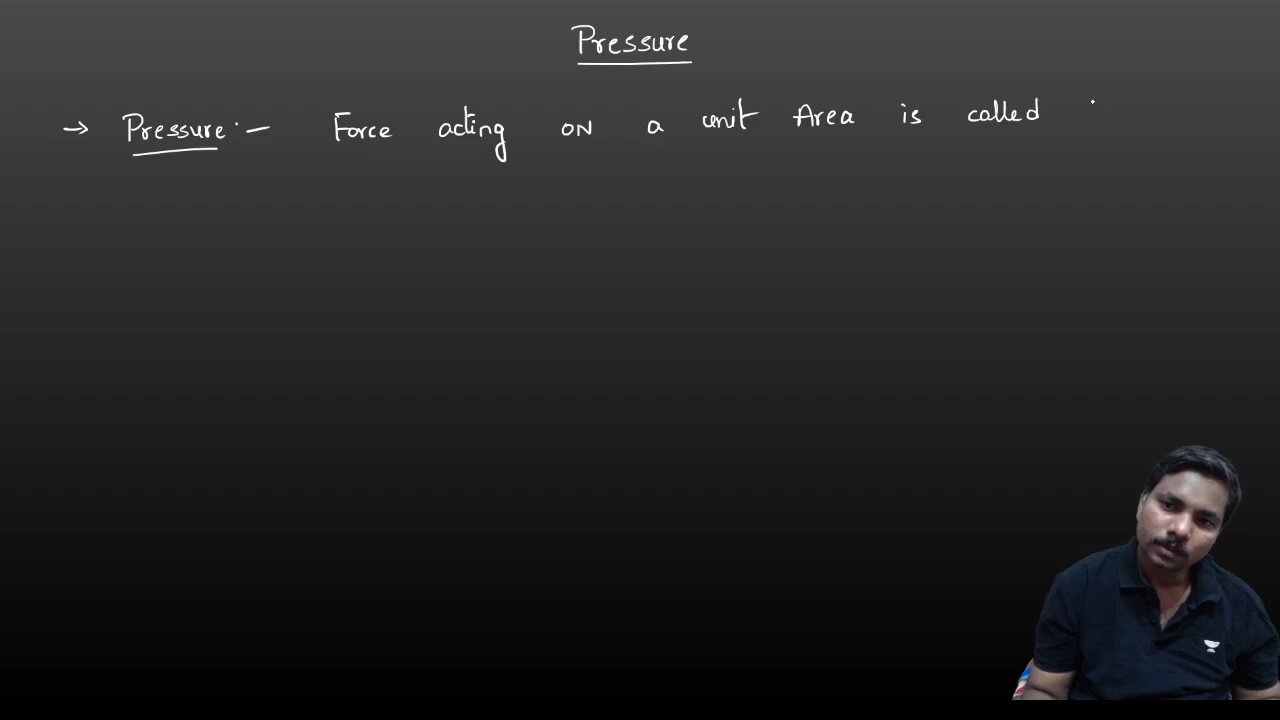 Pressure
→ Pressure :- Force acting on a unit Area is called